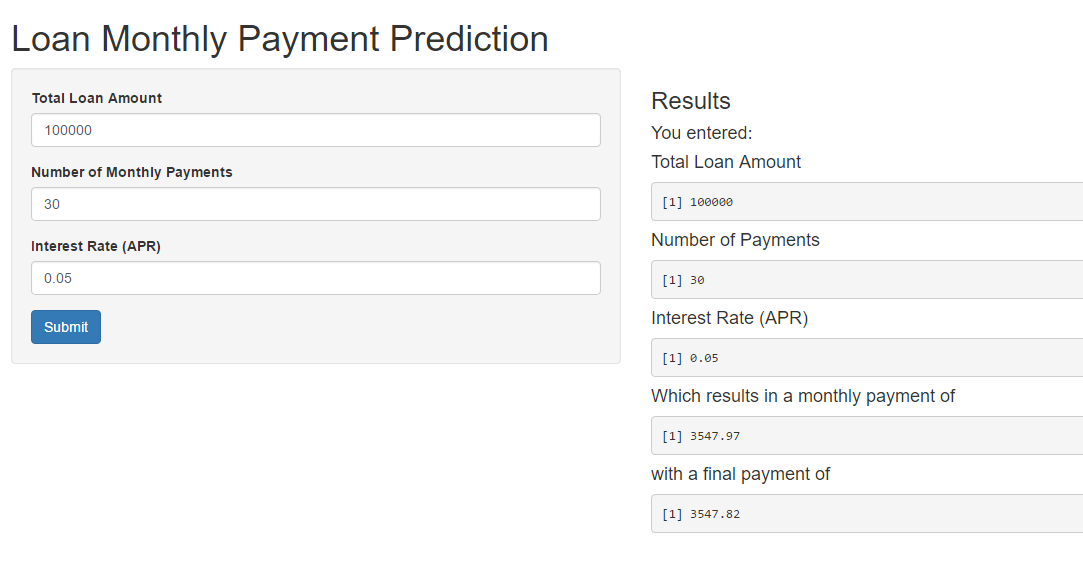 Loan Monthly Payment Prediction
Total Loan Amount
100000
Number of Monthly Payments
30
Interest Rate (APR)
0.05
Submit
Results
You entered:
Total Loan Amount
[1] 100000
Number of Payments
[1] 30
Interest Rate (APR)
[1] 0.05
Which results in a monthly payment of
[1] 3547.97
with a final payment of
[1] 3547.82